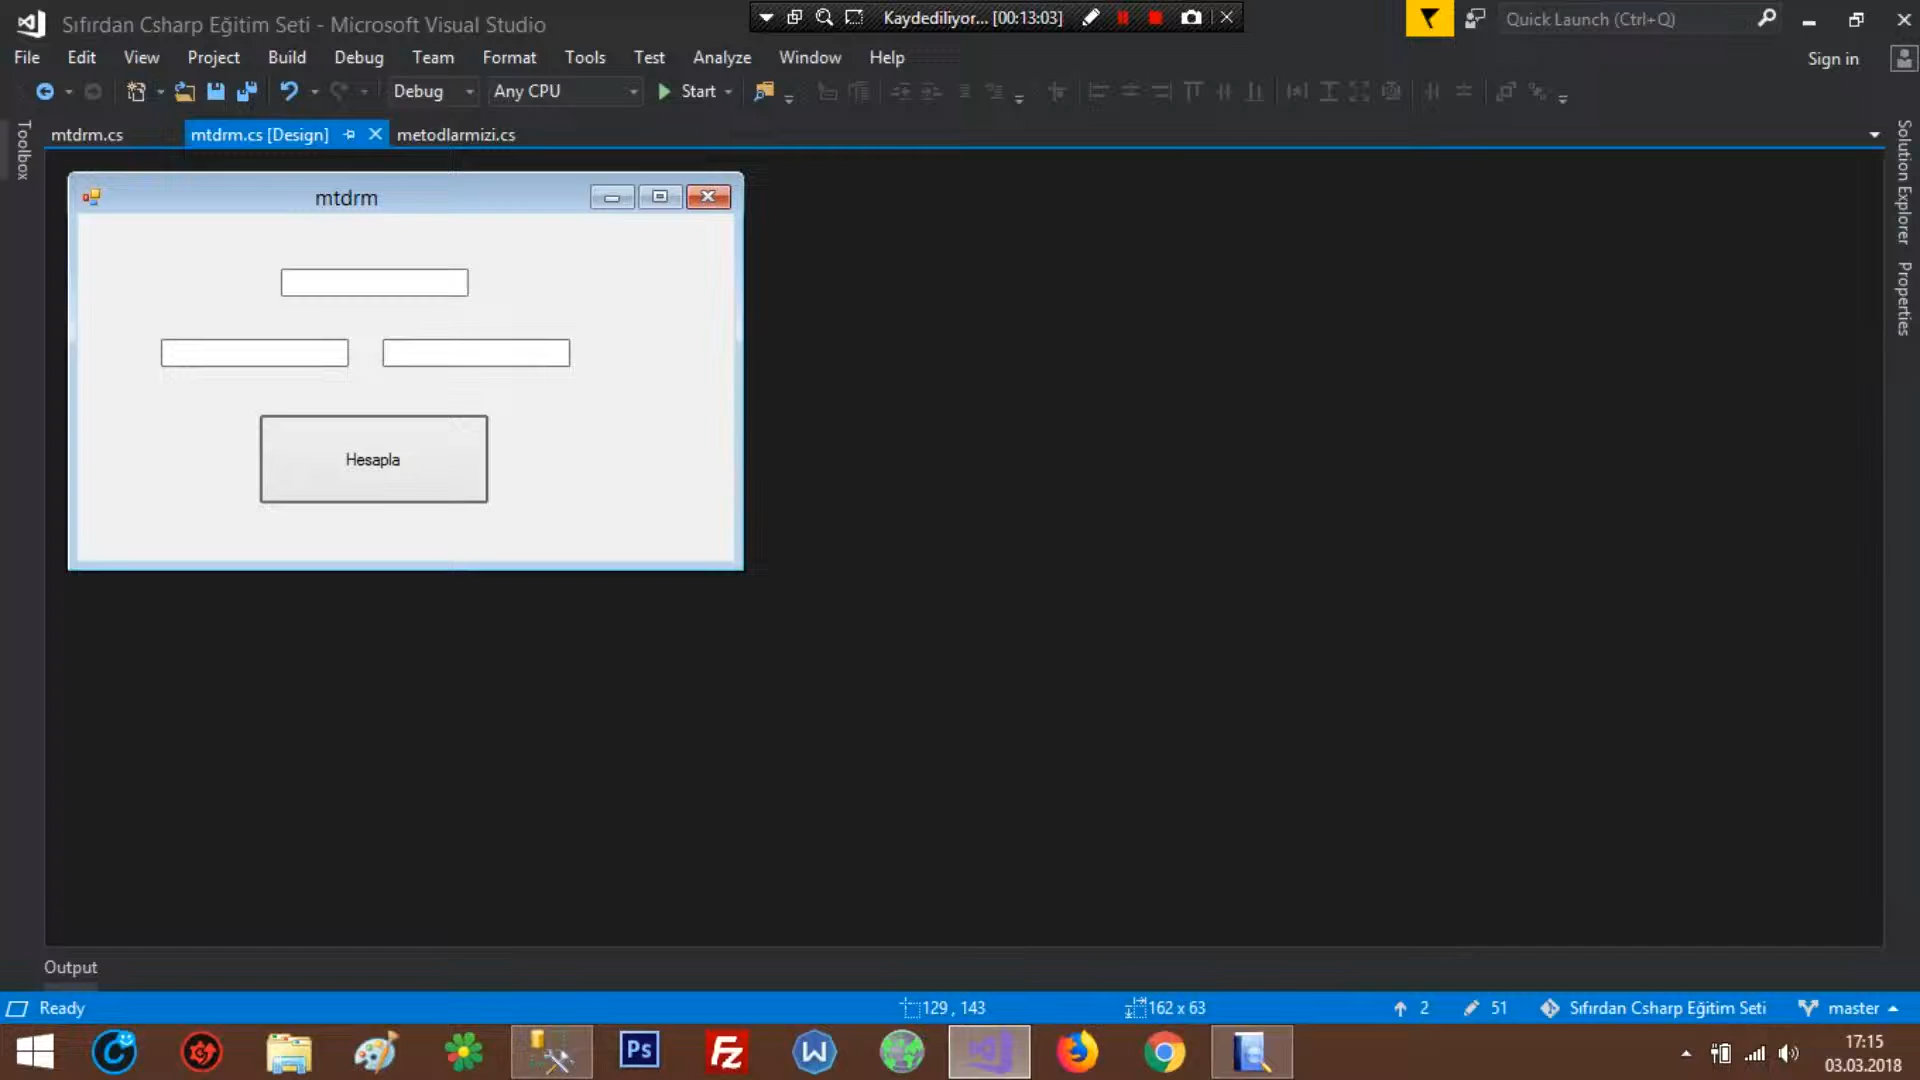 Sıfırdan Csharp Eğitim Seti - Microsoft Visual Studio
Kaydediliyor... [00:13:03]
Quick Launch (Ctrl+Q)
File Edit View Project Build Debug Team Format Tools Test Analyze Window Help
Sign in
Debug Any CPU Start
Toolbox
mtdrm.cs mtdrm.cs [Design] metodlarmizi.cs
Solution Explorer
Properties
mtdrm
Hesapla
Output
Ready 129 , 143 162 x 63 2 51 Sıfırdan Csharp Eğitim Seti master
Ps
Fz
W
17:15
03.03.2018